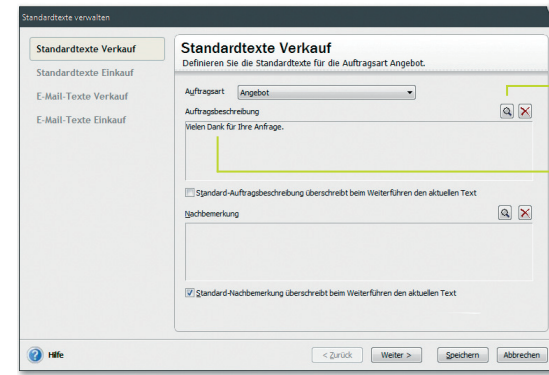 Standardtexte verwalten
Standardtexte Verkauf
Standardtexte Einkauf
E-Mail-Texte Verkauf
E-Mail-Texte Einkauf
Standardtexte Verkauf
Definieren Sie die Standardtexte für die Auftragsart Angebot.
Auftragsart Angebot
Auftragsbeschreibung
Vielen Dank für Ihre Anfrage.
Standard-Auftragsbeschreibung überschreibt beim Weiterführen den aktuellen Text
Nachbemerkung
Standard-Nachbemerkung überschreibt beim Weiterführen den aktuellen Text
Hilfe
< Zurück Weiter > Speichern Abbrechen